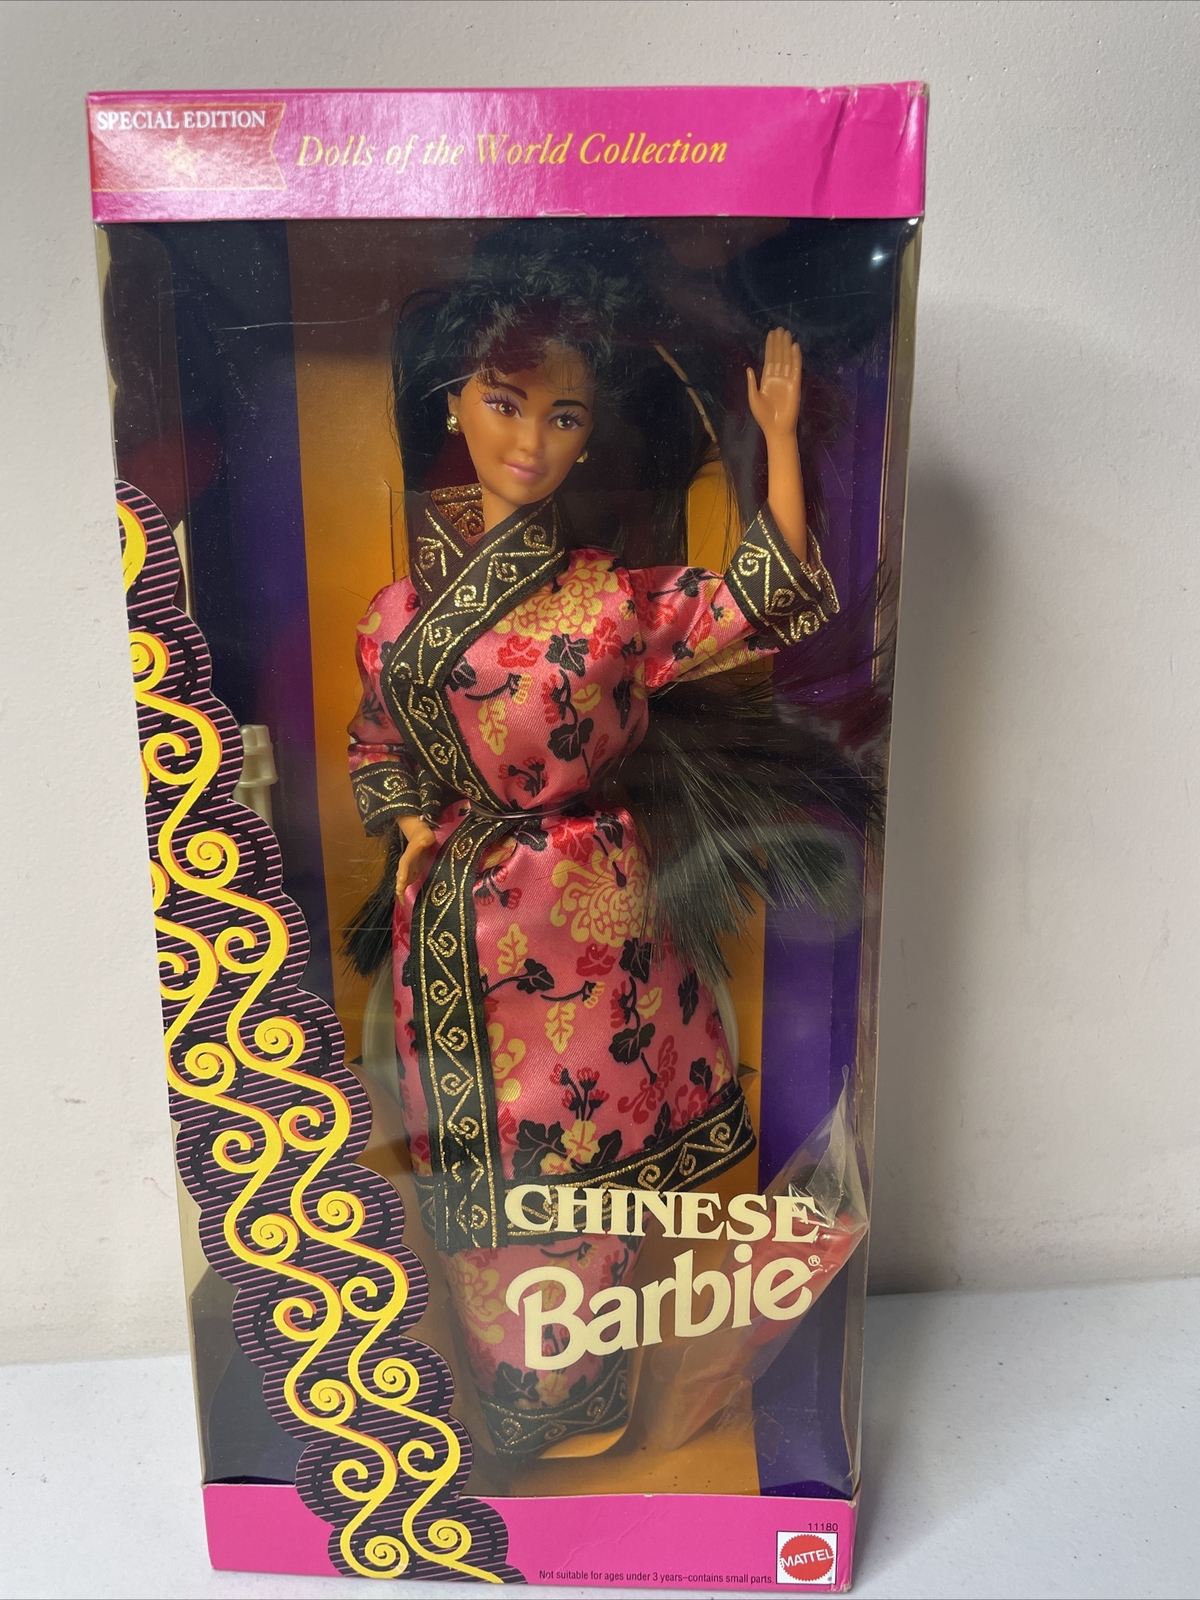 SPECIAL EDITION
Dolls of the World Collection
CHINESE
Barbie®
11180
MATTEL
Not suitable for ages under 3 years–contains small parts.